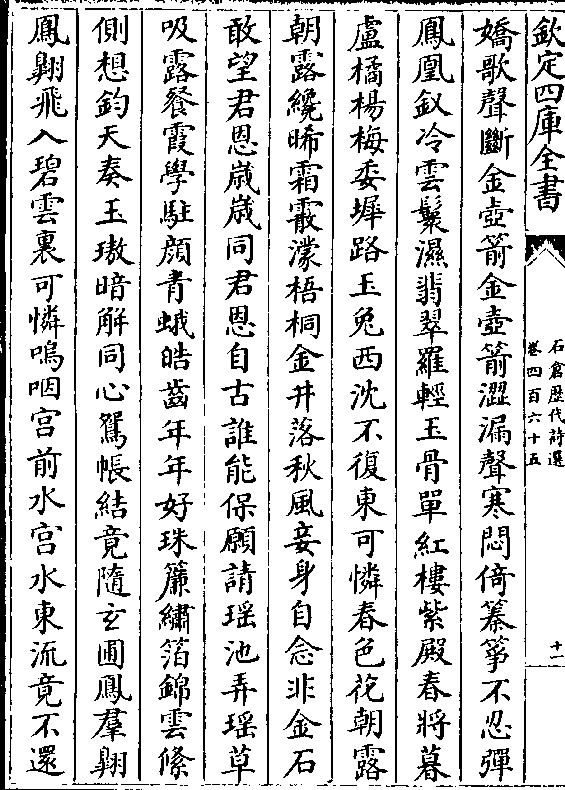 欽定四庫全書
石倉歴代詩選
卷四百六十五
十一
嬌歌聲斷金壺箭金壺箭澀漏聲寒悶倚秦箏不忍彈
鳳凰釵冷雲鬟濕翡翠羅輕玉骨單紅樓紫殿春將暮
盧橘楊梅委墀路玉兔西沈不復東可憐春色花朝露
朝露纔晞霜霰濛梧桐金井落秋風妾身自念非金石
敢望君恩歳歳同君恩自古誰能保願請瑶池弄瑶草
吸露餐霞學駐顔青蛾皓齒年年好珠簾繡箔錦雲絛
側想鈞天奏玉璈暗解同心鴛帳結竟隨玄圃鳳羣翺
鳳翺飛入碧雲裏可憐嗚咽宫前水宫水東流竟不還